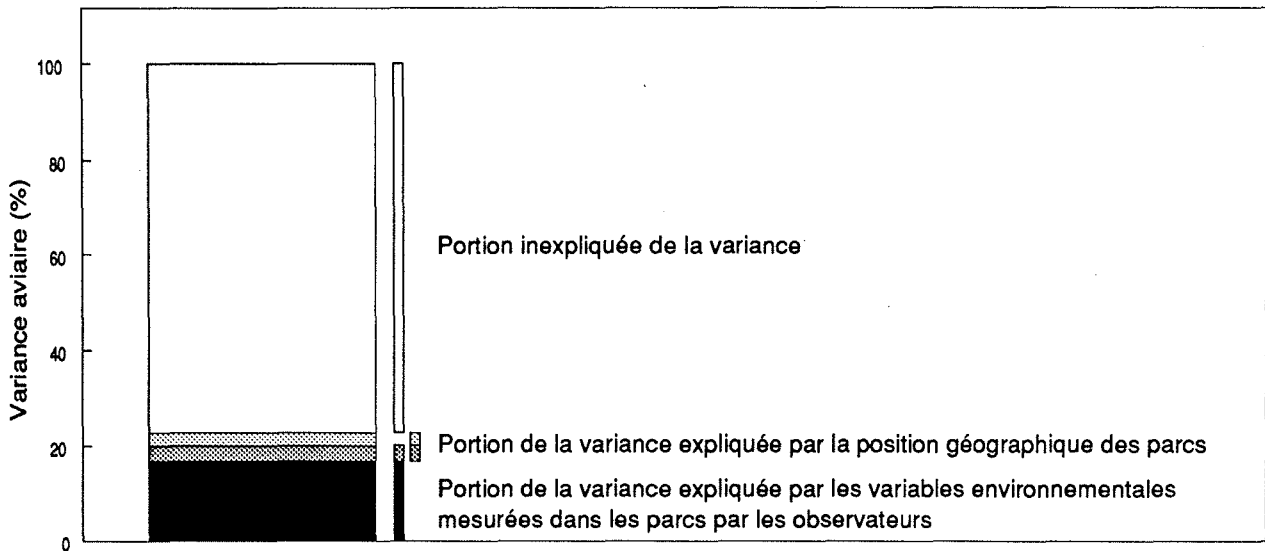 Variance aviaire (%)
100
80
60
40
20
0
Portion inexpliquée de la variance
Portion de la variance expliquée par la position géographique des parcs
Portion de la variance expliquée par les variables environnementales
mesurées dans les parcs par les observateurs